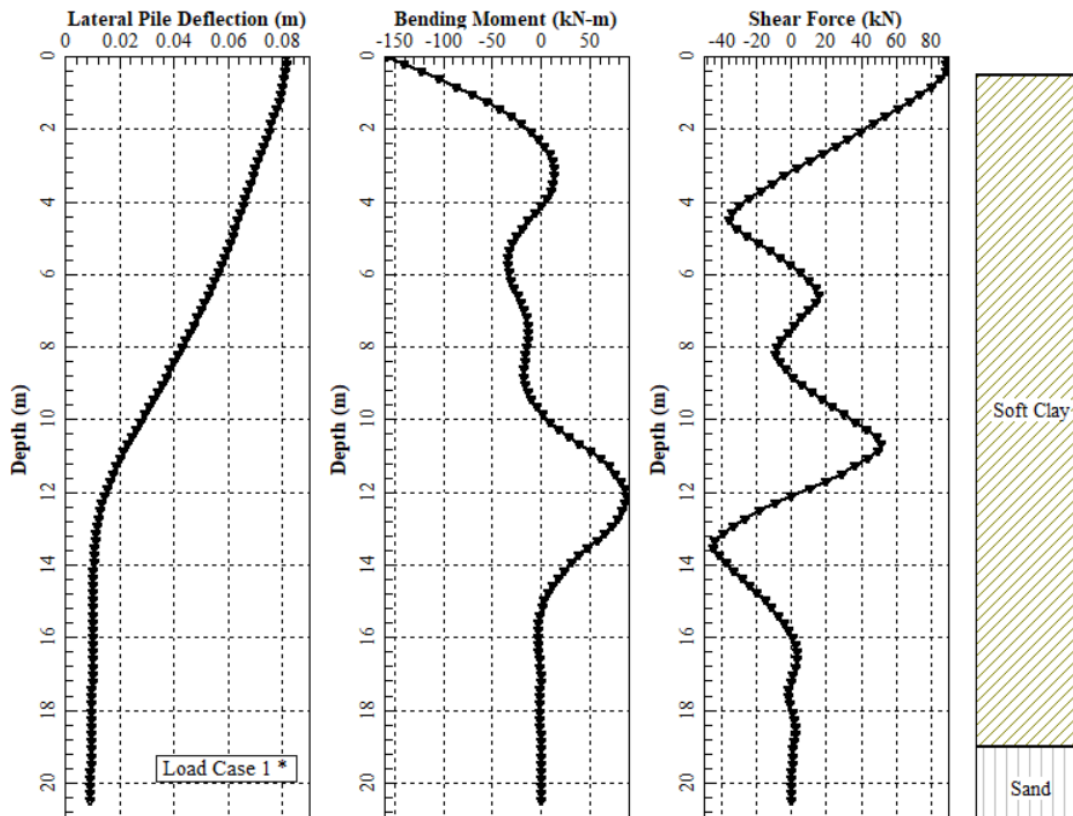 Lateral Pile Deflection (m)
0 0.02 0.04 0.06 0.08
Depth (m)
0
2
4
6
8
10
12
14
16
18
20
Load Case 1 *
Bending Moment (kN-m)
-150 -100 -50 0 50
Depth (m)
0
2
4
6
8
10
12
14
16
18
20
Shear Force (kN)
-40 -20 0 20 40 60 80
Depth (m)
0
2
4
6
8
10
12
14
16
18
20
Soft Clay
Sand